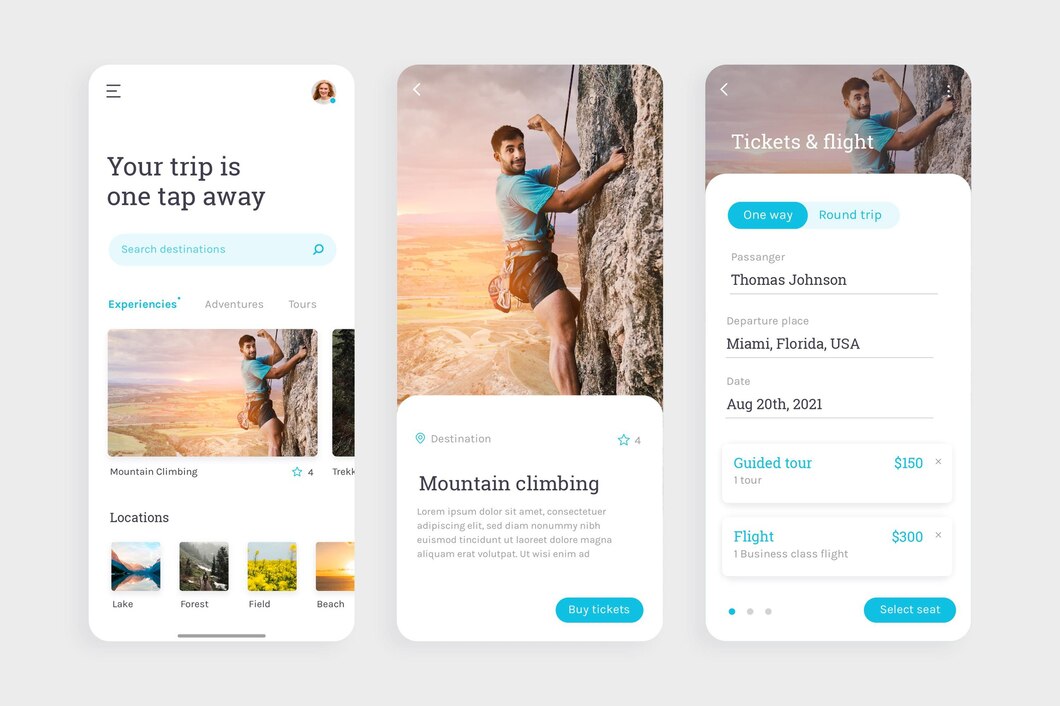 Your trip is
one tap away
Search destinations
Experiencies
Adventures
Tours
Mountain Climbing
4
Trekk
Locations
Lake
Forest
Field
Beach
Destination
4
Mountain climbing
Lorem ipsum dolor sit amet, consectetuer
adipiscing elit, sed diam nonummy nibh
euismod tincidunt ut laoreet dolore magna
aliquam erat volutpat. Ut wisi enim ad
Buy tickets
Tickets & flight
One way
Round trip
Passanger
Thomas Johnson
Departure place
Miami, Florida, USA
Date
Aug 20th, 2021
Guided tour
$150
1 tour
Flight
$300
1 Business class flight
Select seat